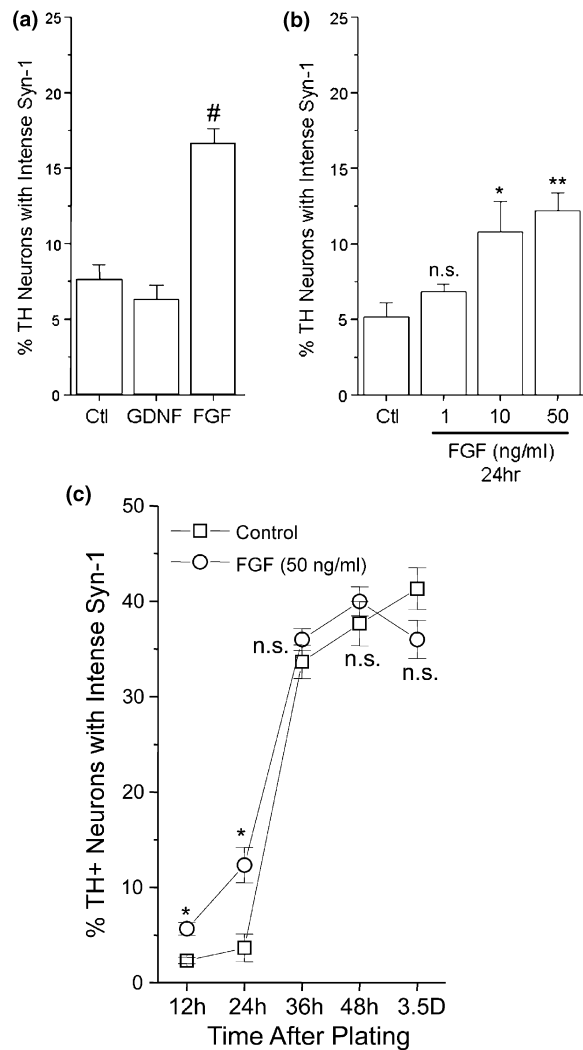 (a)
25
20
15
10
5
0
% TH Neurons with Intense Syn-1
#
Ctl GDNF FGF
(b)
25
20
15
10
5
0
% TH Neurons with Intense Syn-1
n.s.
*
**
Ctl 1 10 50
FGF (ng/ml)
24hr
(c)
50
40
30
20
10
0
% TH+ Neurons with Intense Syn-1
Control
FGF (50 ng/ml)
*
*
n.s.
n.s.
n.s.
12h 24h 36h 48h 3.5D
Time After Plating